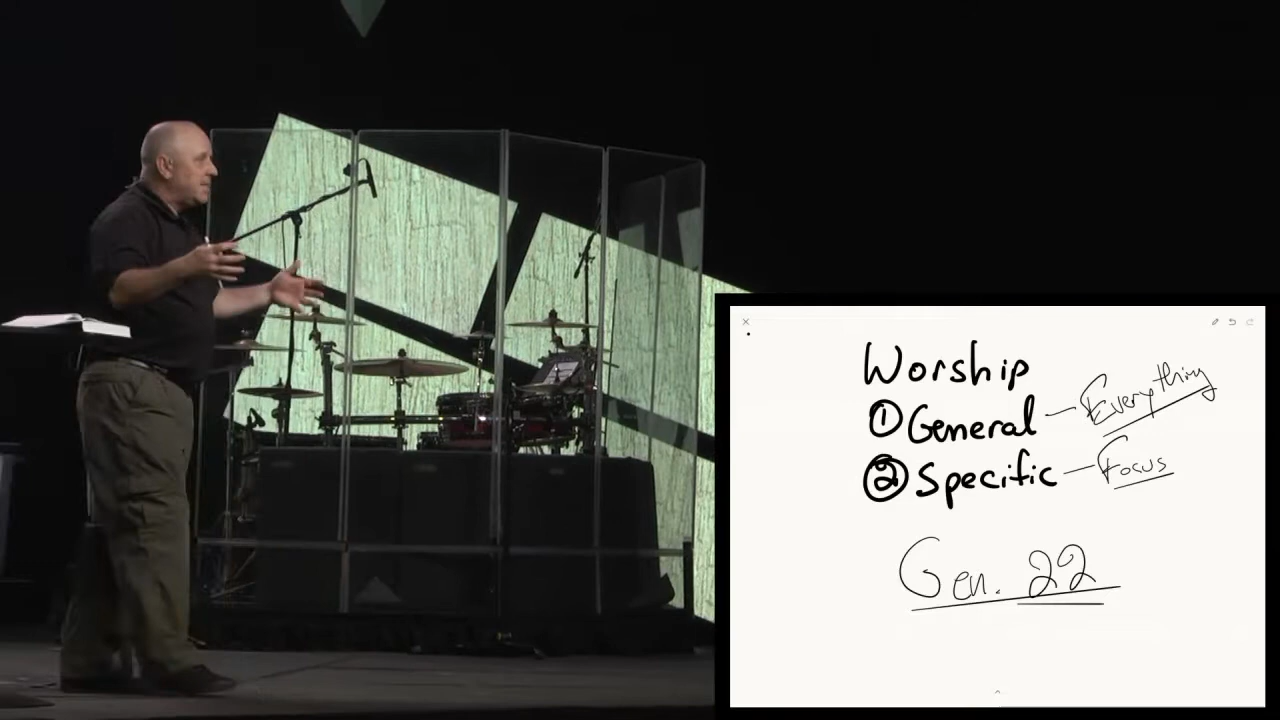 Worship
① General — Everything
② Specific — Focus
Gen. 22